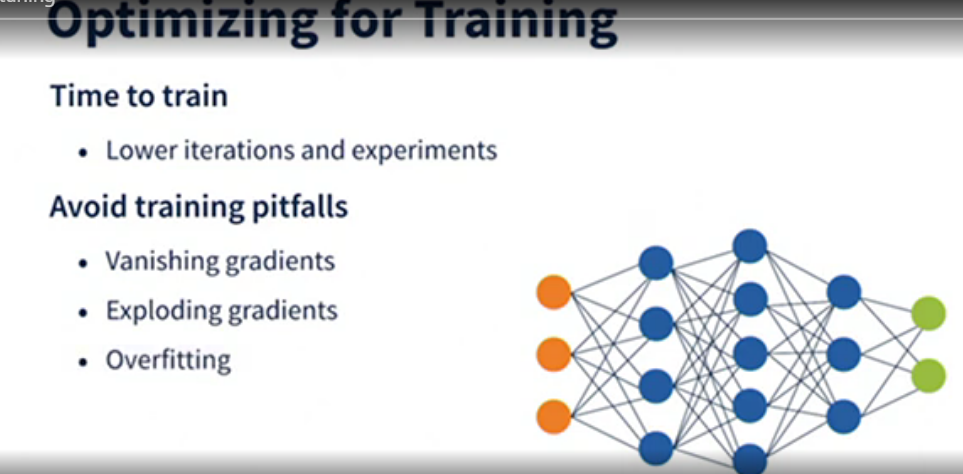 Optimizing for Training
Time to train
• Lower iterations and experiments
Avoid training pitfalls
• Vanishing gradients
• Exploding gradients
• Overfitting